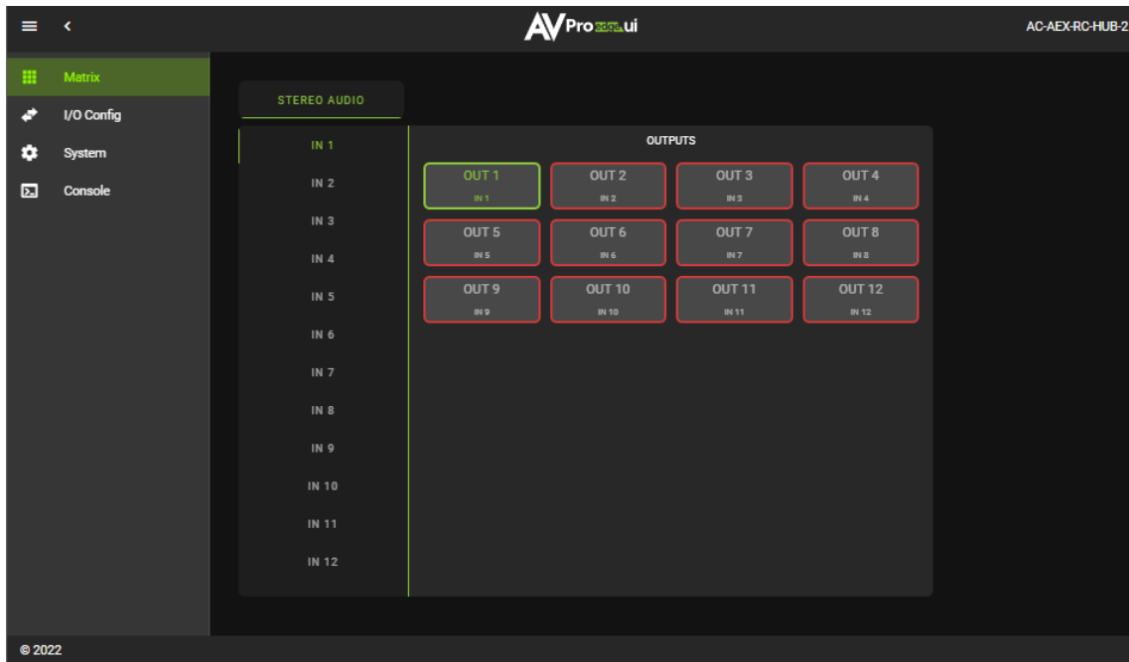 AVPro edge.ui
AC-AEX-RC-HUB-2
Matrix
I/O Config
System
Console
STEREO AUDIO
IN 1
IN 2
IN 3
IN 4
IN 5
IN 6
IN 7
IN 8
IN 9
IN 10
IN 11
IN 12
OUTPUTS
OUT 1
IN 1
OUT 2
IN 2
OUT 3
IN 3
OUT 4
IN 4
OUT 5
IN 5
OUT 6
IN 6
OUT 7
IN 7
OUT 8
IN 8
OUT 9
IN 9
OUT 10
IN 10
OUT 11
IN 11
OUT 12
IN 12
© 2022